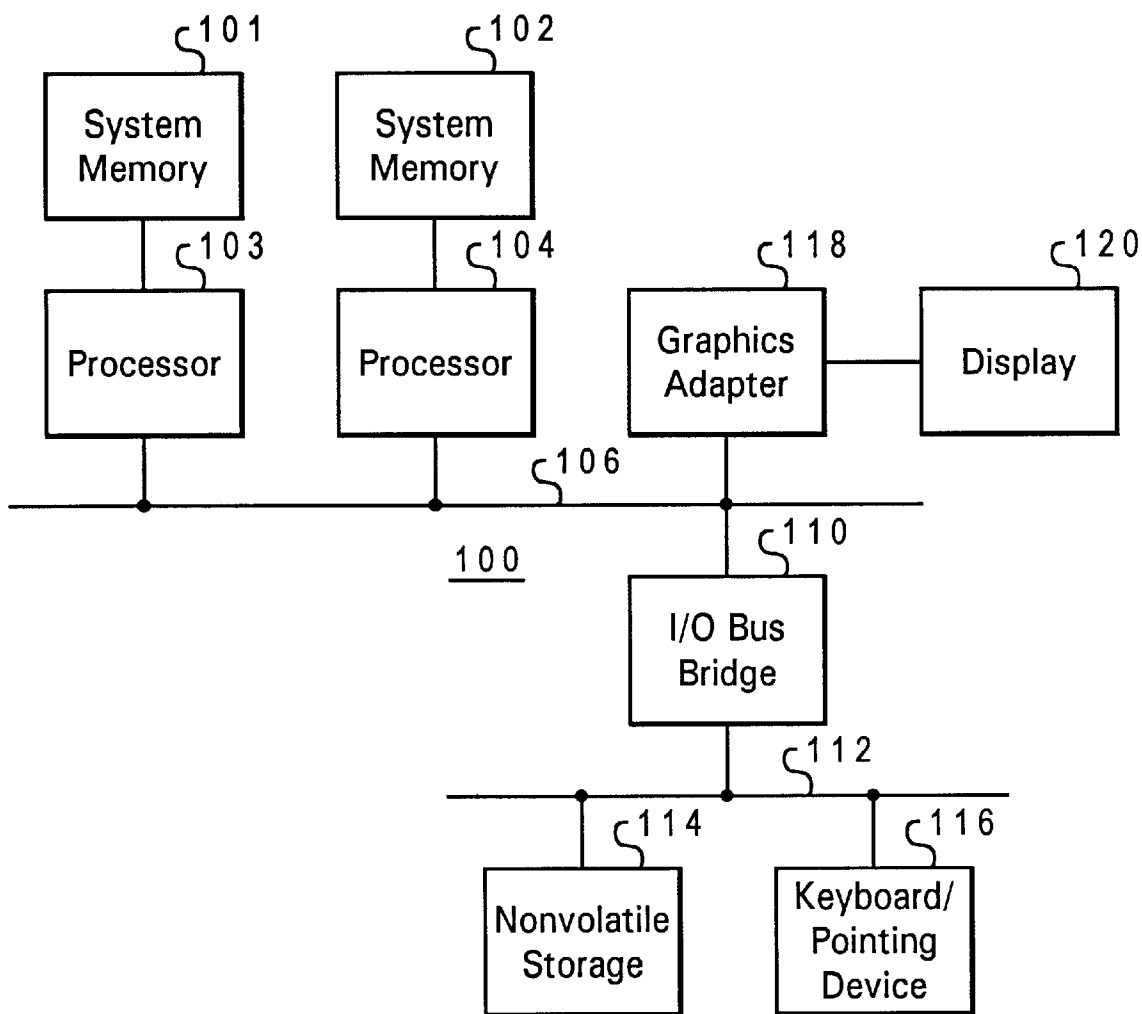 101
102
System
Memory
System
Memory
103
104
118
120
Processor
Processor
Graphics
Adapter
Display
106
100
110
I/O Bus
Bridge
112
114
116
Nonvolatile
Storage
Keyboard/
Pointing
Device